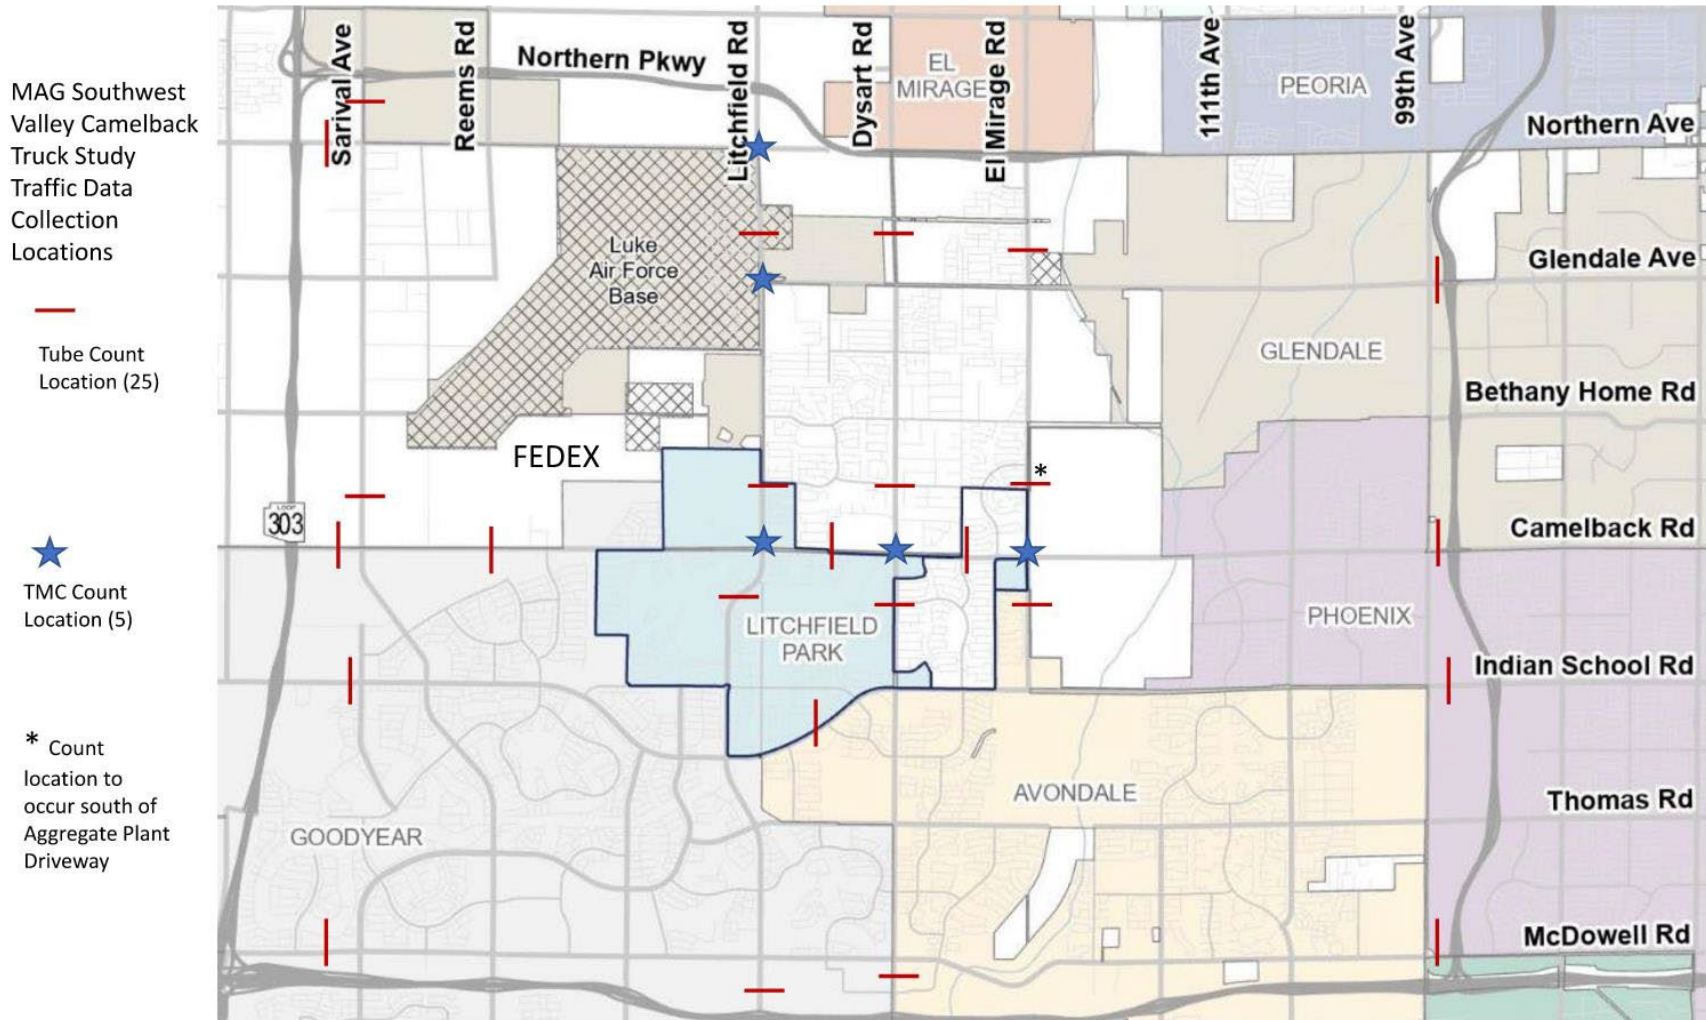 MAG Southwest
Valley Camelback
Truck Study
Traffic Data
Collection
Locations
Tube Count
Location (25)
TMC Count
Location (5)
* Count
location to
occur south of
Aggregate Plant
Driveway
Sarival Ave
Reems Rd
Northern Pkwy
Litchfield Rd
Dysart Rd
EL
MIRAGE
El Mirage Rd
111th Ave
PEORIA
99th Ave
Northern Ave
Luke
Air Force
Base
Glendale Ave
GLENDALE
Bethany Home Rd
FEDEX
*
LOOP
303
Camelback Rd
LITCHFIELD
PARK
PHOENIX
Indian School Rd
AVONDALE
Thomas Rd
GOODYEAR
McDowell Rd